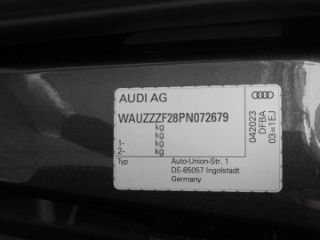 AUDI AG
WAUZZZF28PN072679
kg
kg
1- kg
2- kg
Typ
Auto-Union-Str. 1
DE-85057 Ingolstadt
Germany
042023
DFBA
03=1EJ